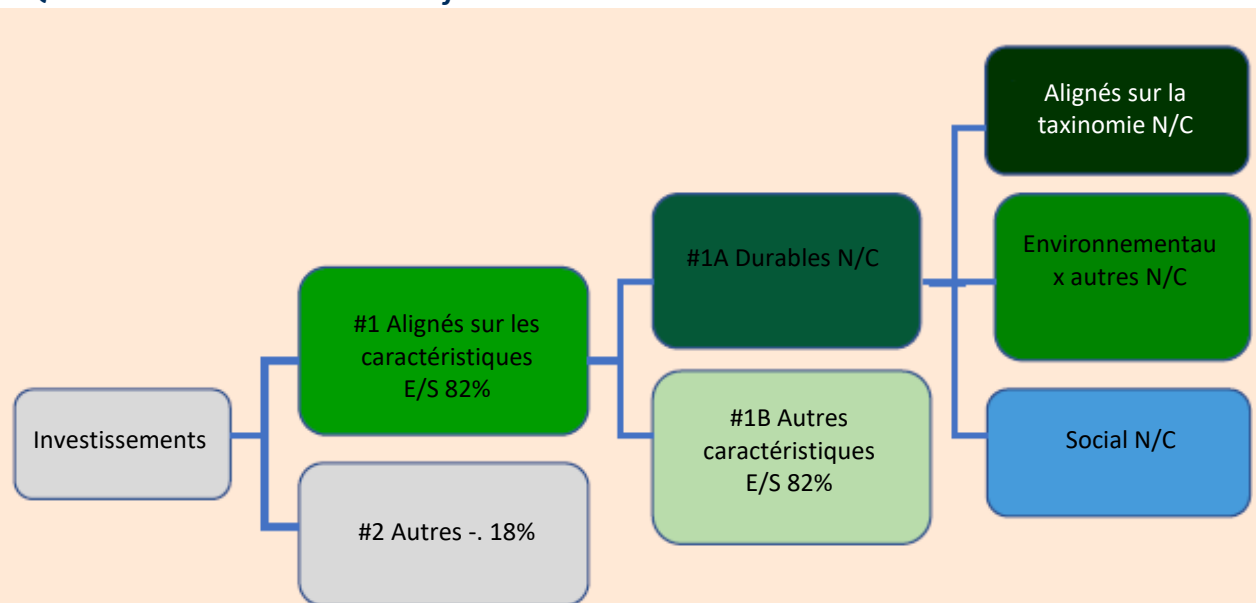 Alignés sur la
taxinomie N/C
#1A Durables N/C
Environnementau
x autres N/C
#1 Alignés sur les
caractéristiques
E/S 82%
Investissements
#1B Autres
caractéristiques
E/S 82%
Social N/C
#2 Autres -. 18%